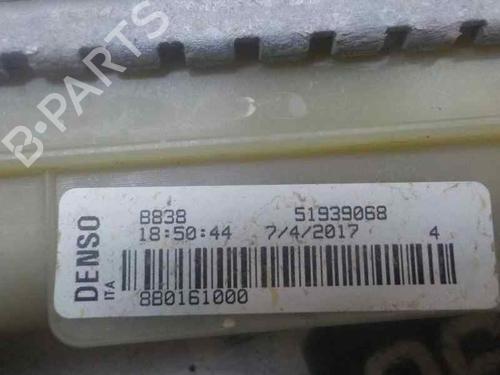 B-PARTS
DENSO
ITA
8838 51939068
18:50:44 7/4/2017 4
8B0161000